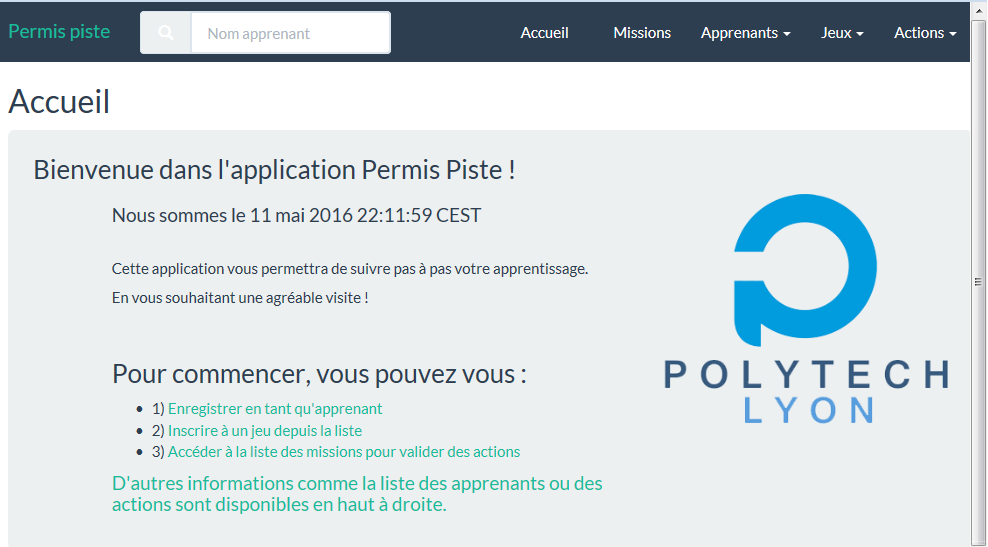 Permis piste
Nom apprenant
Accueil
Missions
Apprenants
Jeux
Actions
Accueil
Bienvenue dans l'application Permis Piste !
Nous sommes le 11 mai 2016 22:11:59 CEST
Cette application vous permettra de suivre pas à pas votre apprentissage.
En vous souhaitant une agréable visite !
Pour commencer, vous pouvez vous :
• 1) Enregistrer en tant qu'apprenant
• 2) Inscrire à un jeu depuis la liste
• 3) Accéder à la liste des missions pour valider des actions
D'autres informations comme la liste des apprenants ou des
actions sont disponibles en haut à droite.
POLYTECH
LYON